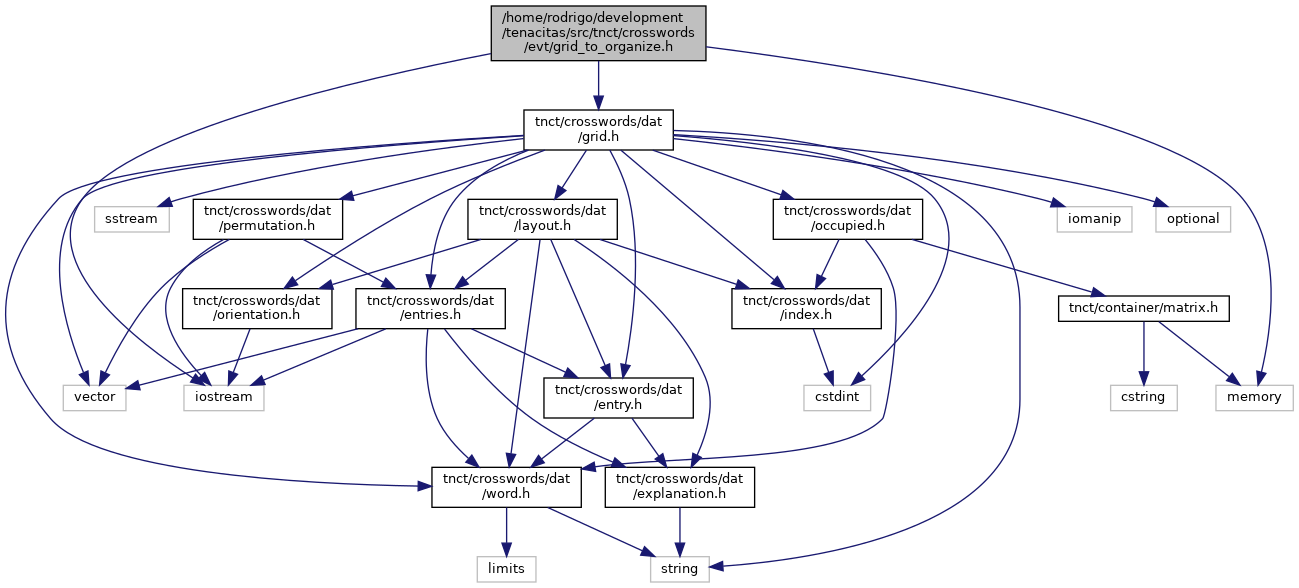 /home/rodrigo/development
/tenacitas/src/tnct/crosswords
/evt/grid_to_organize.h
tnct/crosswords/dat
/grid.h
sstream
tnct/crosswords/dat
/permutation.h
tnct/crosswords/dat
/layout.h
tnct/crosswords/dat
/occupied.h
iomanip
optional
tnct/crosswords/dat
/orientation.h
tnct/crosswords/dat
/entries.h
tnct/crosswords/dat
/index.h
tnct/container/matrix.h
vector
iostream
tnct/crosswords/dat
/entry.h
cstdint
cstring
memory
tnct/crosswords/dat
/word.h
tnct/crosswords/dat
/explanation.h
limits
string